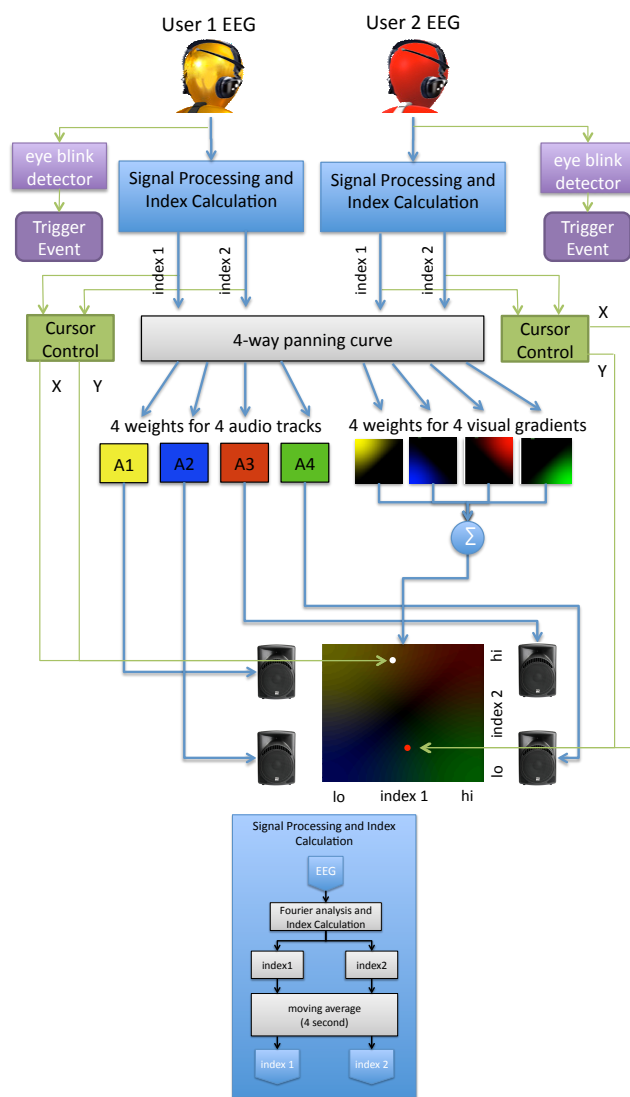 User 1 EEG
User 2 EEG
eye blink
detector
Signal Processing and
Index Calculation
Signal Processing and
Index Calculation
eye blink
detector
Trigger
Event
Trigger
Event
index 1
index 2
index 1
index 2
Cursor
Control
4-way panning curve
Cursor
Control
X
X
Y
Y
4 weights for 4 audio tracks
4 weights for 4 visual gradients
A1
A2
A3
A4
Σ
hi
index 2
lo
lo
index 1
hi
Signal Processing and Index
Calculation
EEG
Fourier analysis and
Index Calculation
index1
index2
moving average
(4 second)
index 1
index 2